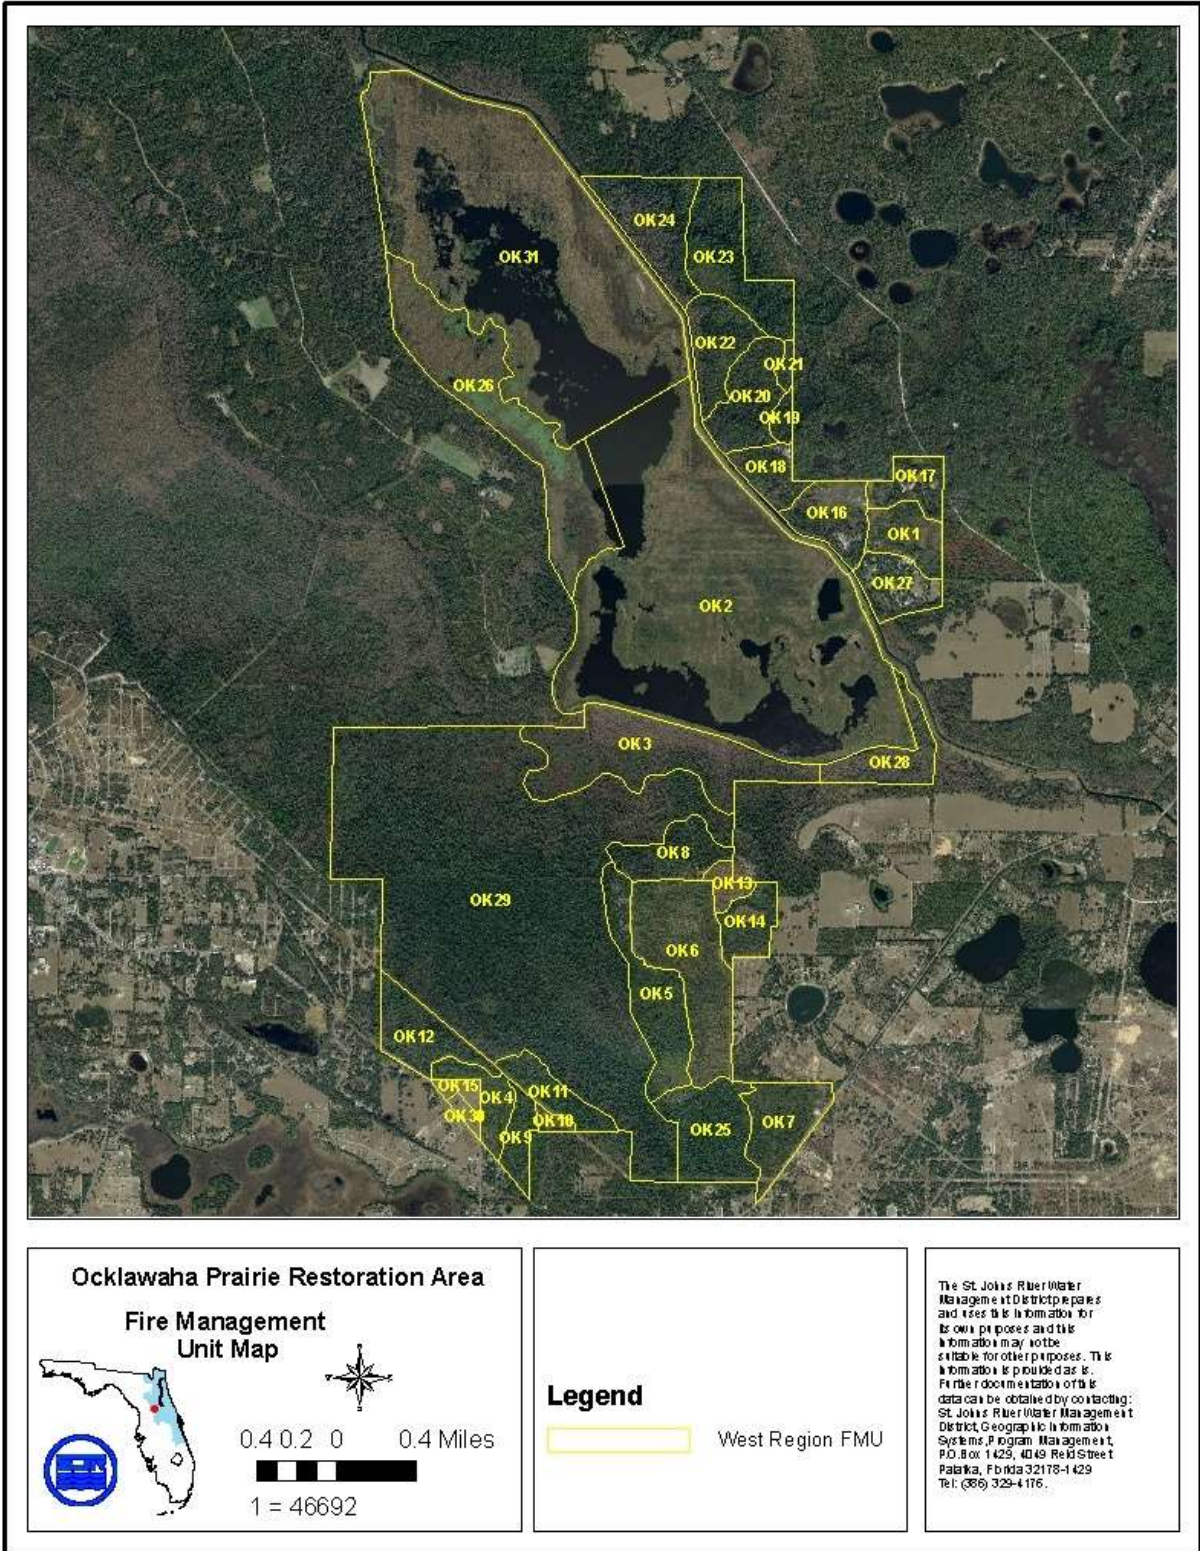 OK31
OK24
OK23
OK22
OK21
OK26
OK20
OK19
OK18
OK17
OK16
OK1
OK27
OK2
OK3
OK28
OK8
OK13
OK29
OK14
OK6
OK5
OK12
OK15
OK4
OK11
OK30
OK10
OK9
OK25
OK7
Ocklawaha Prairie Restoration Area
Fire Management
Unit Map
0.4 0.2 0 0.4 Miles
1 = 46692
Legend
West Region FMU
The St. Johns River Water
Management District prepares
and uses this information for
its own purposes and this
information may not be
suitable for other purposes. This
information is provided as is.
Further documentation of this
data can be obtained by contacting:
St. Johns River Water Management
District, Geographic Information
Systems, Program Management,
P.O. Box 1429, 4049 Reid Street
Palatka, Florida 32178-1429
Tel: (386) 329-4176.